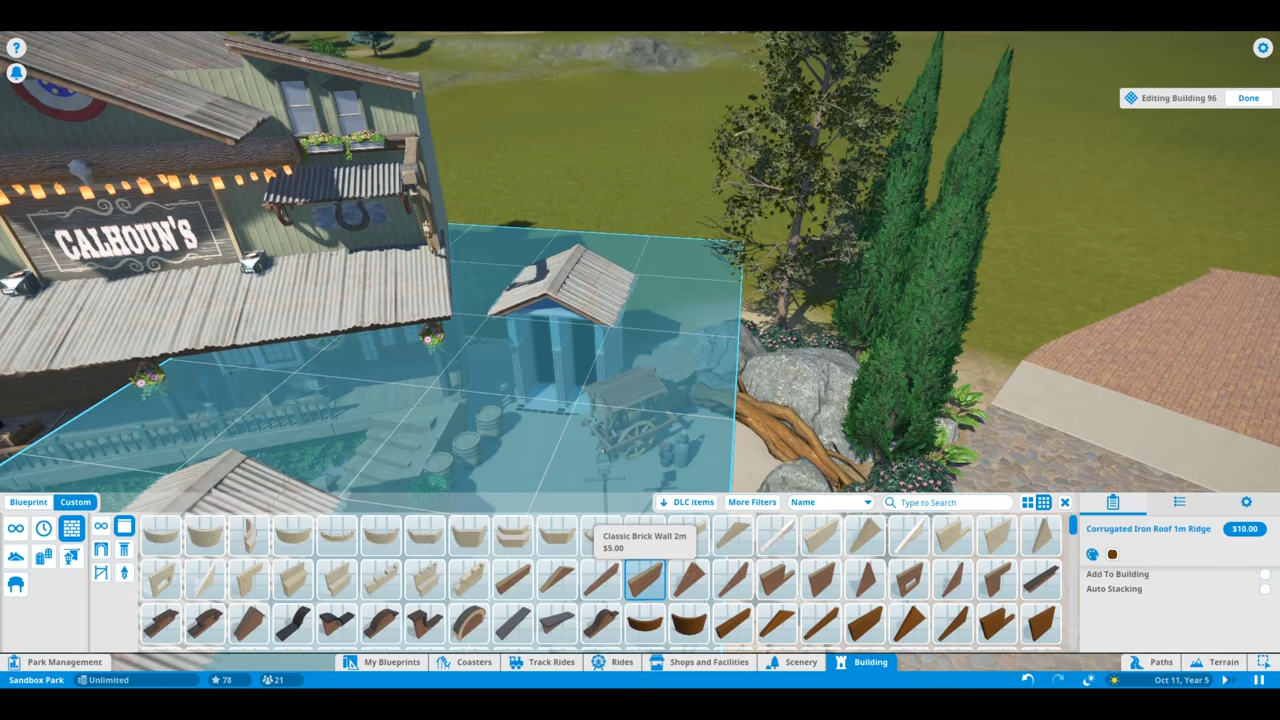 ?
Editing Building 96
Done
CALHOUN'S
Blueprint
Custom
DLC items
More Filters
Name
Type to Search
Classic Brick Wall 2m
$5.00
Corrugated Iron Roof 1m Ridge
$10.00
Add To Building
Auto Stacking
Park Management
My Blueprints
Coasters
Track Rides
Rides
Shops and Facilities
Scenery
Building
Paths
Terrain
Sandbox Park
Unlimited
78
21
Oct 11, Year 5